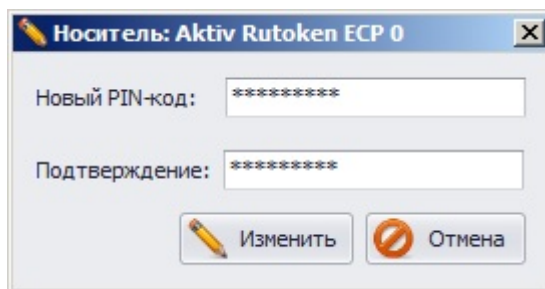 Носитель: Aktiv Rutoken ECP 0
Новый PIN-код: *********
Подтверждение: *********
Изменить Отмена